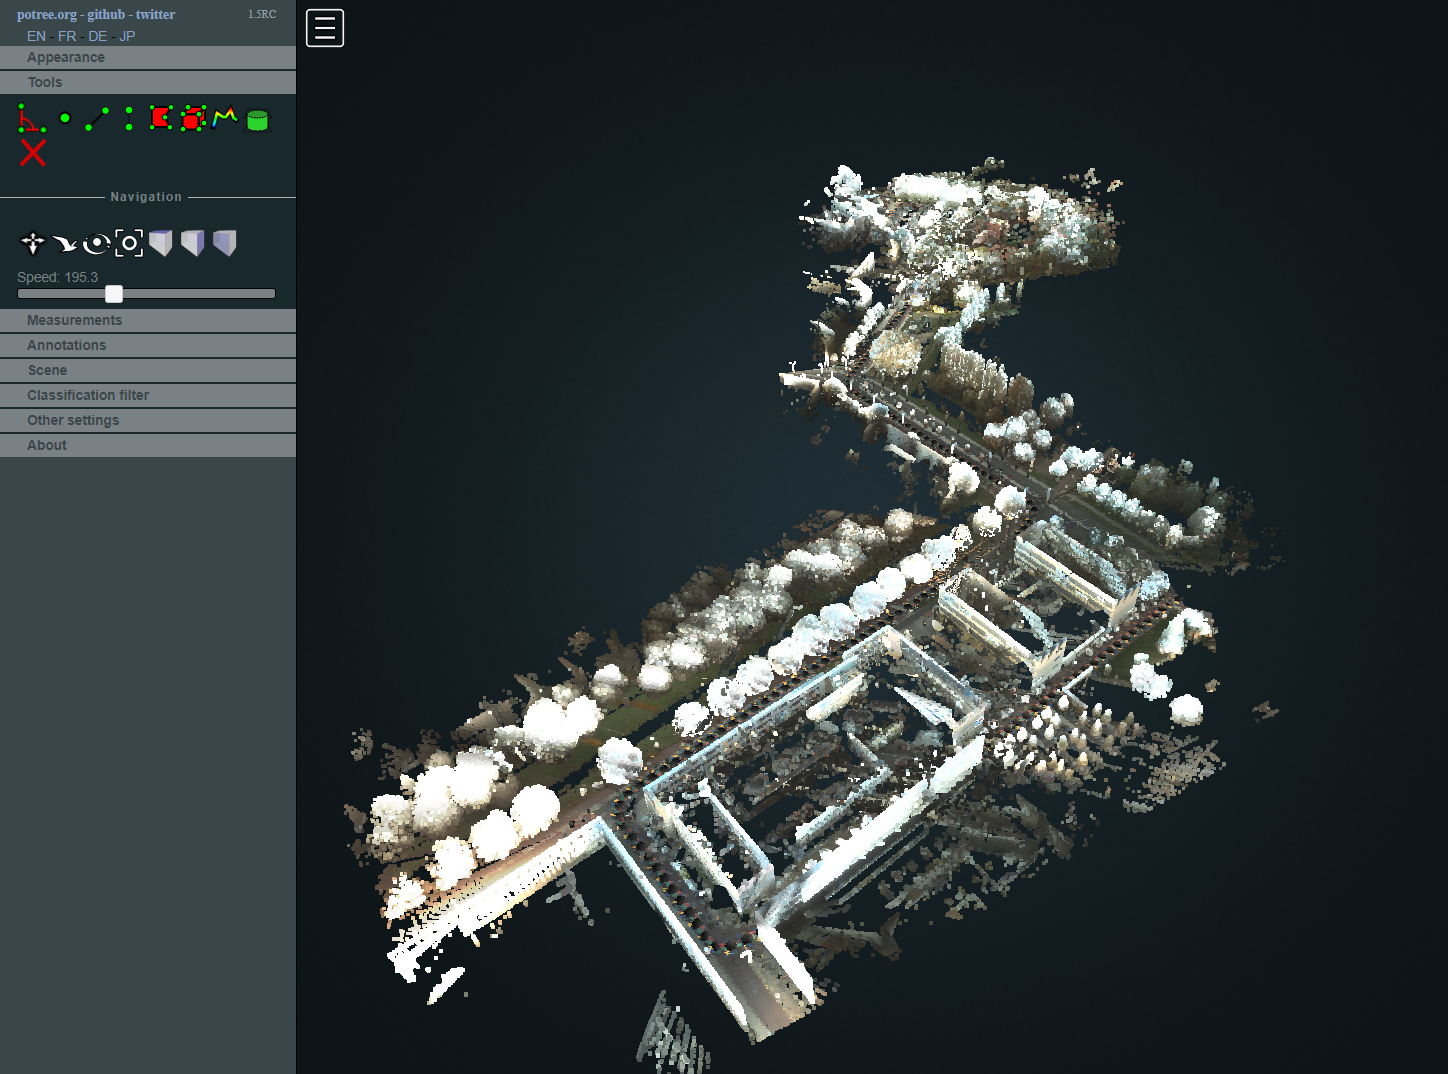 potree.org - github - twitter 1.5RC
EN - FR - DE - JP
Appearance
Tools
Navigation
Speed: 195.3
Measurements
Annotations
Scene
Classification filter
Other settings
About